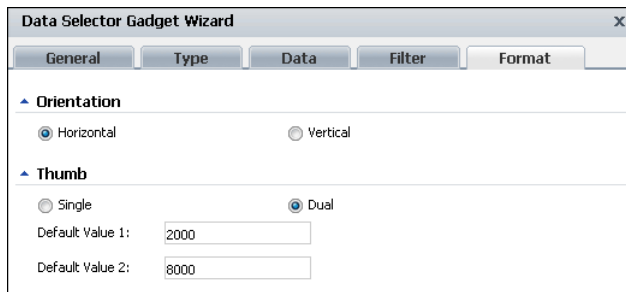 Data Selector Gadget Wizard x
General Type Data Filter Format
Orientation
Horizontal Vertical
Thumb
Single Dual
Default Value 1: 2000
Default Value 2: 8000